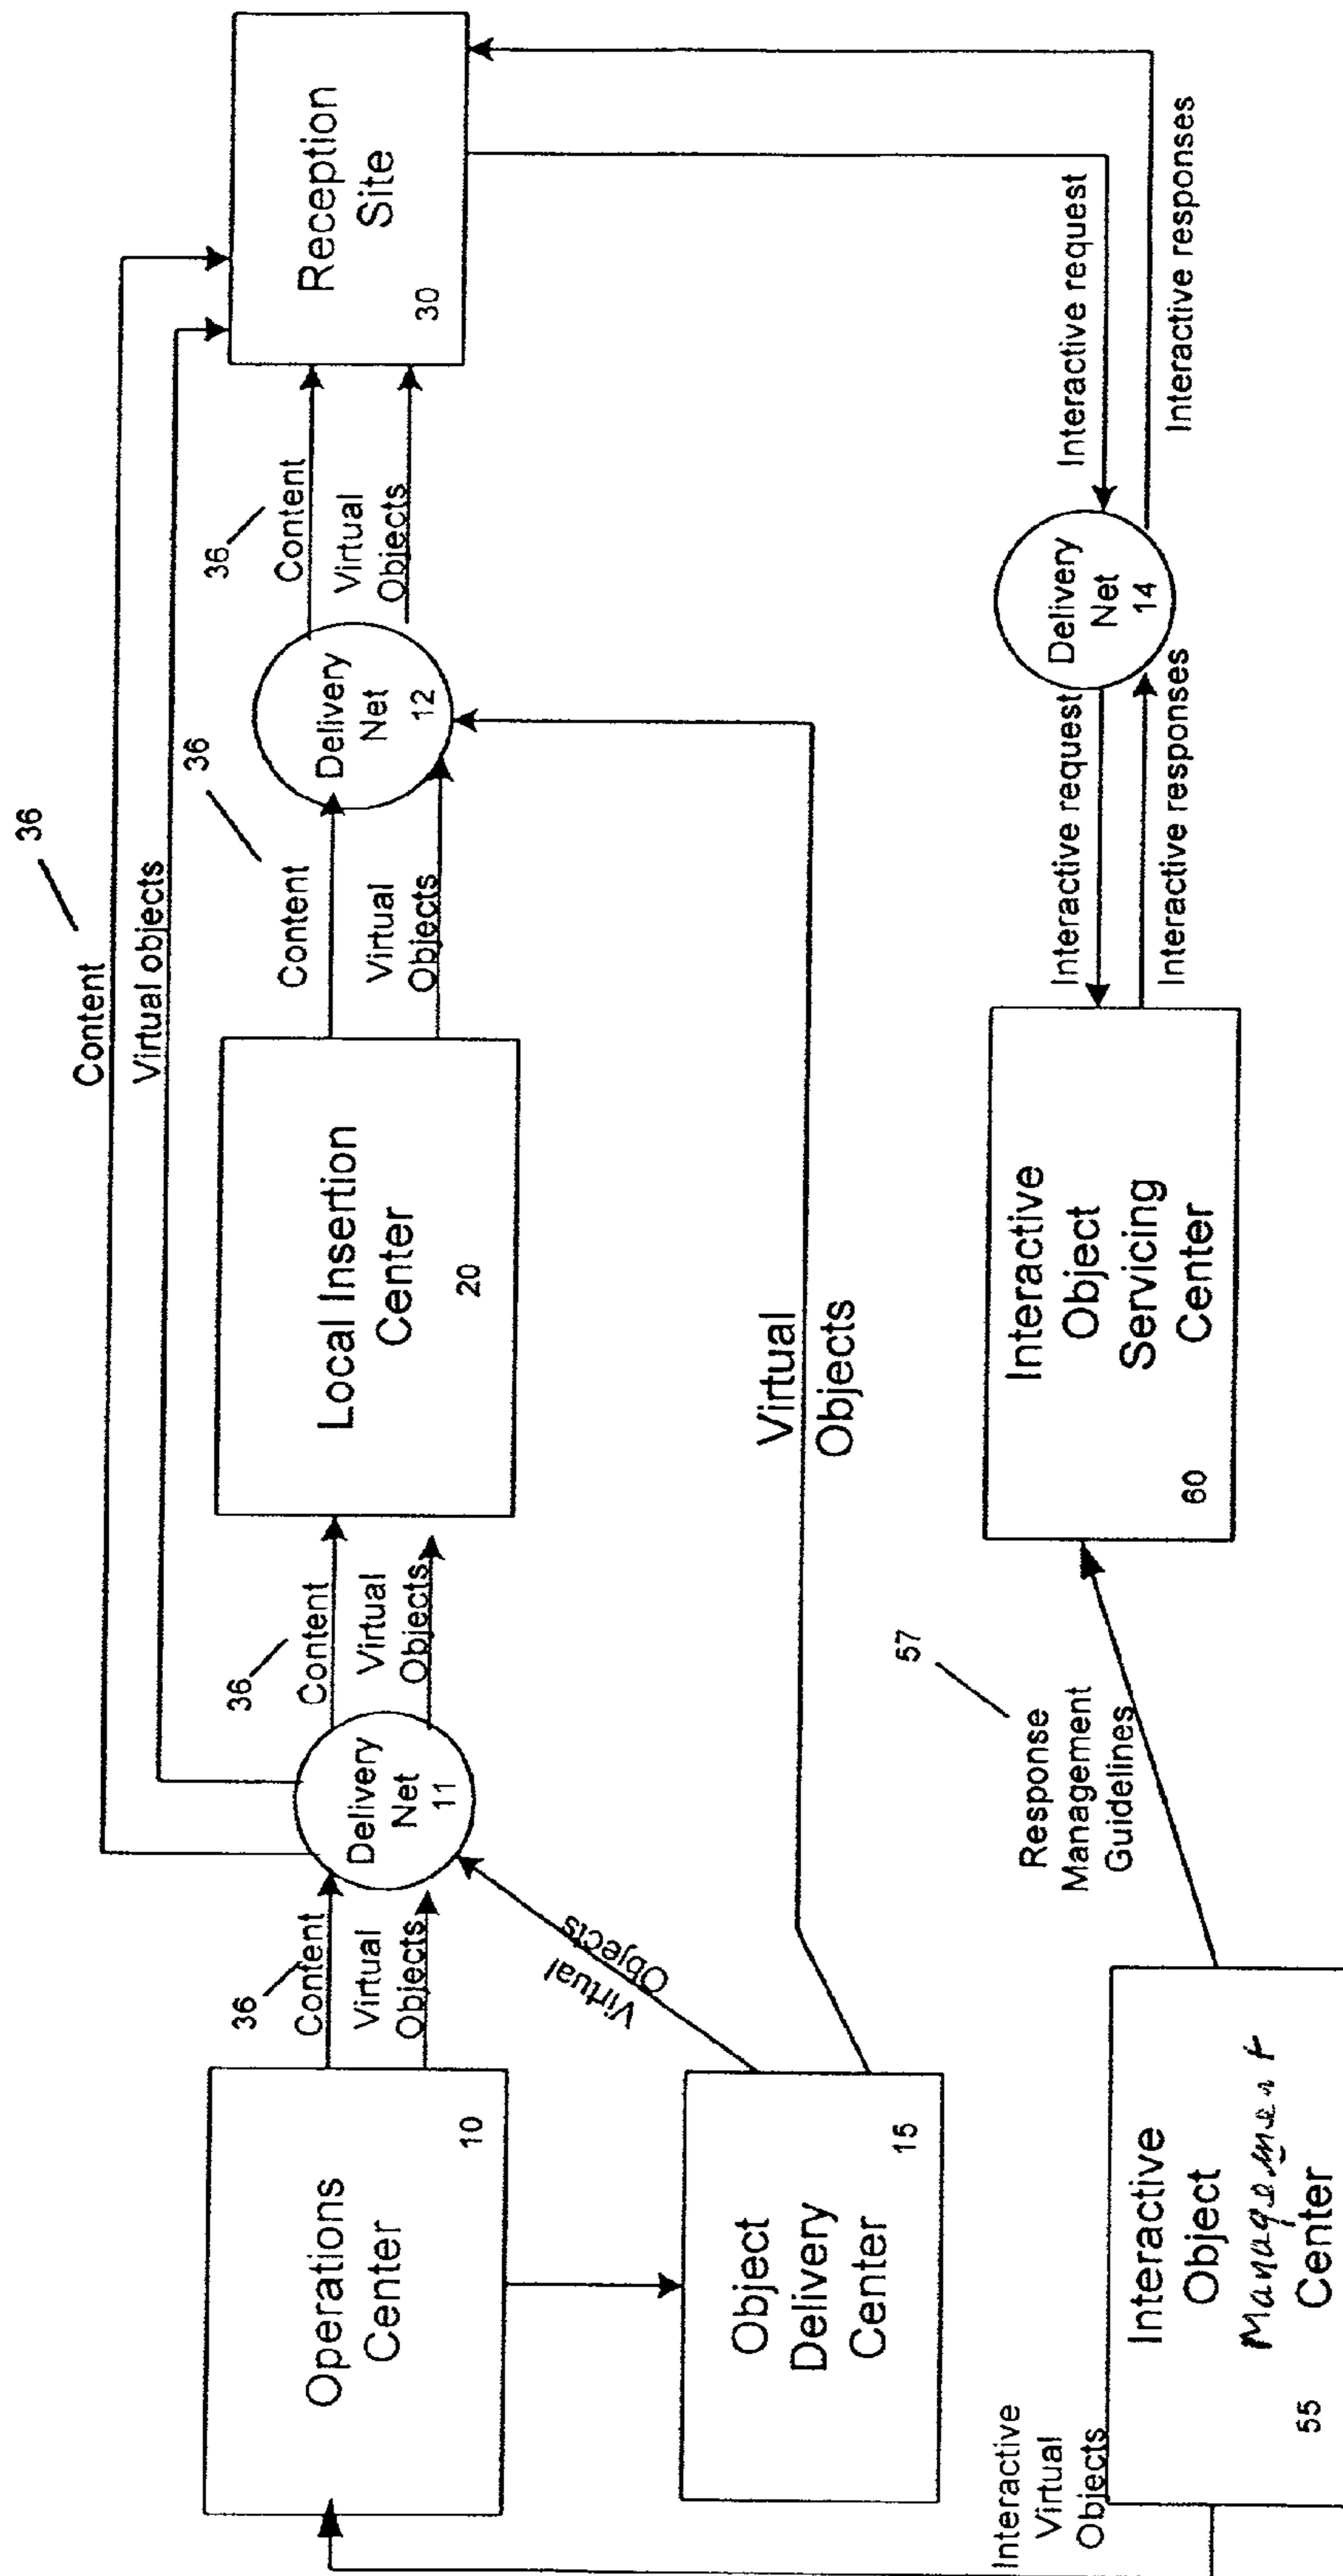 36
Content
Virtual objects
Operations
Center
10
36
Content
Virtual
Objects
Delivery
Net
11
36
Content
Virtual
Objects
Local Insertion
Center
20
36
Content
Virtual
Objects
Delivery
Net
12
36
Content
Virtual
Objects
Reception
Site
30
Object
Delivery
Center
15
Virtual
Objects
Virtual
Objects
Interactive
Virtual
Objects
Interactive
Object
Management
Center
55
57
Response
Management
Guidelines
Interactive
Object
Servicing
Center
60
Interactive request
Interactive responses
Delivery
Net
14
Interactive request
Interactive responses